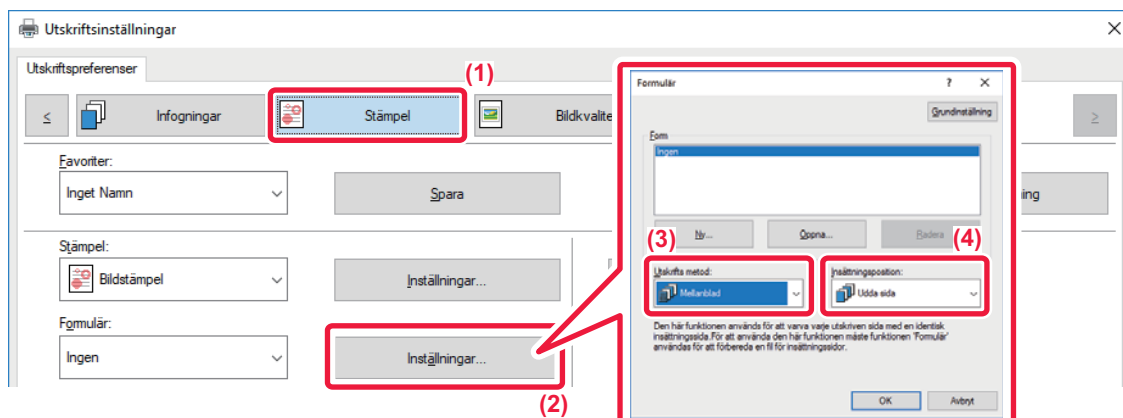 Utskriftsinställningar
Utskriftspreferenser
(1)
<
Infogningar
Stämpel
Bildkvalite
>
Favoriter:
Inget Namn
Spara
ing
Stämpel:
Bildstämpel
Inställningar...
Formulär:
Ingen
Inställningar...
(2)
Formulär
?
Grundinställning
Form
Ingen
Ny...
Öppna...
Radera
(3)
(4)
Utskrifts metod:
Mellanblad
Insättningsposition:
Udda sida
Den här funktionen används för att varva varje utskriven sida med en identisk
insättningssida.För att använda den här funktionen måste funktionen 'Formulär'
användas för att förbereda en fil för insättningssidor.
OK
Avbryt